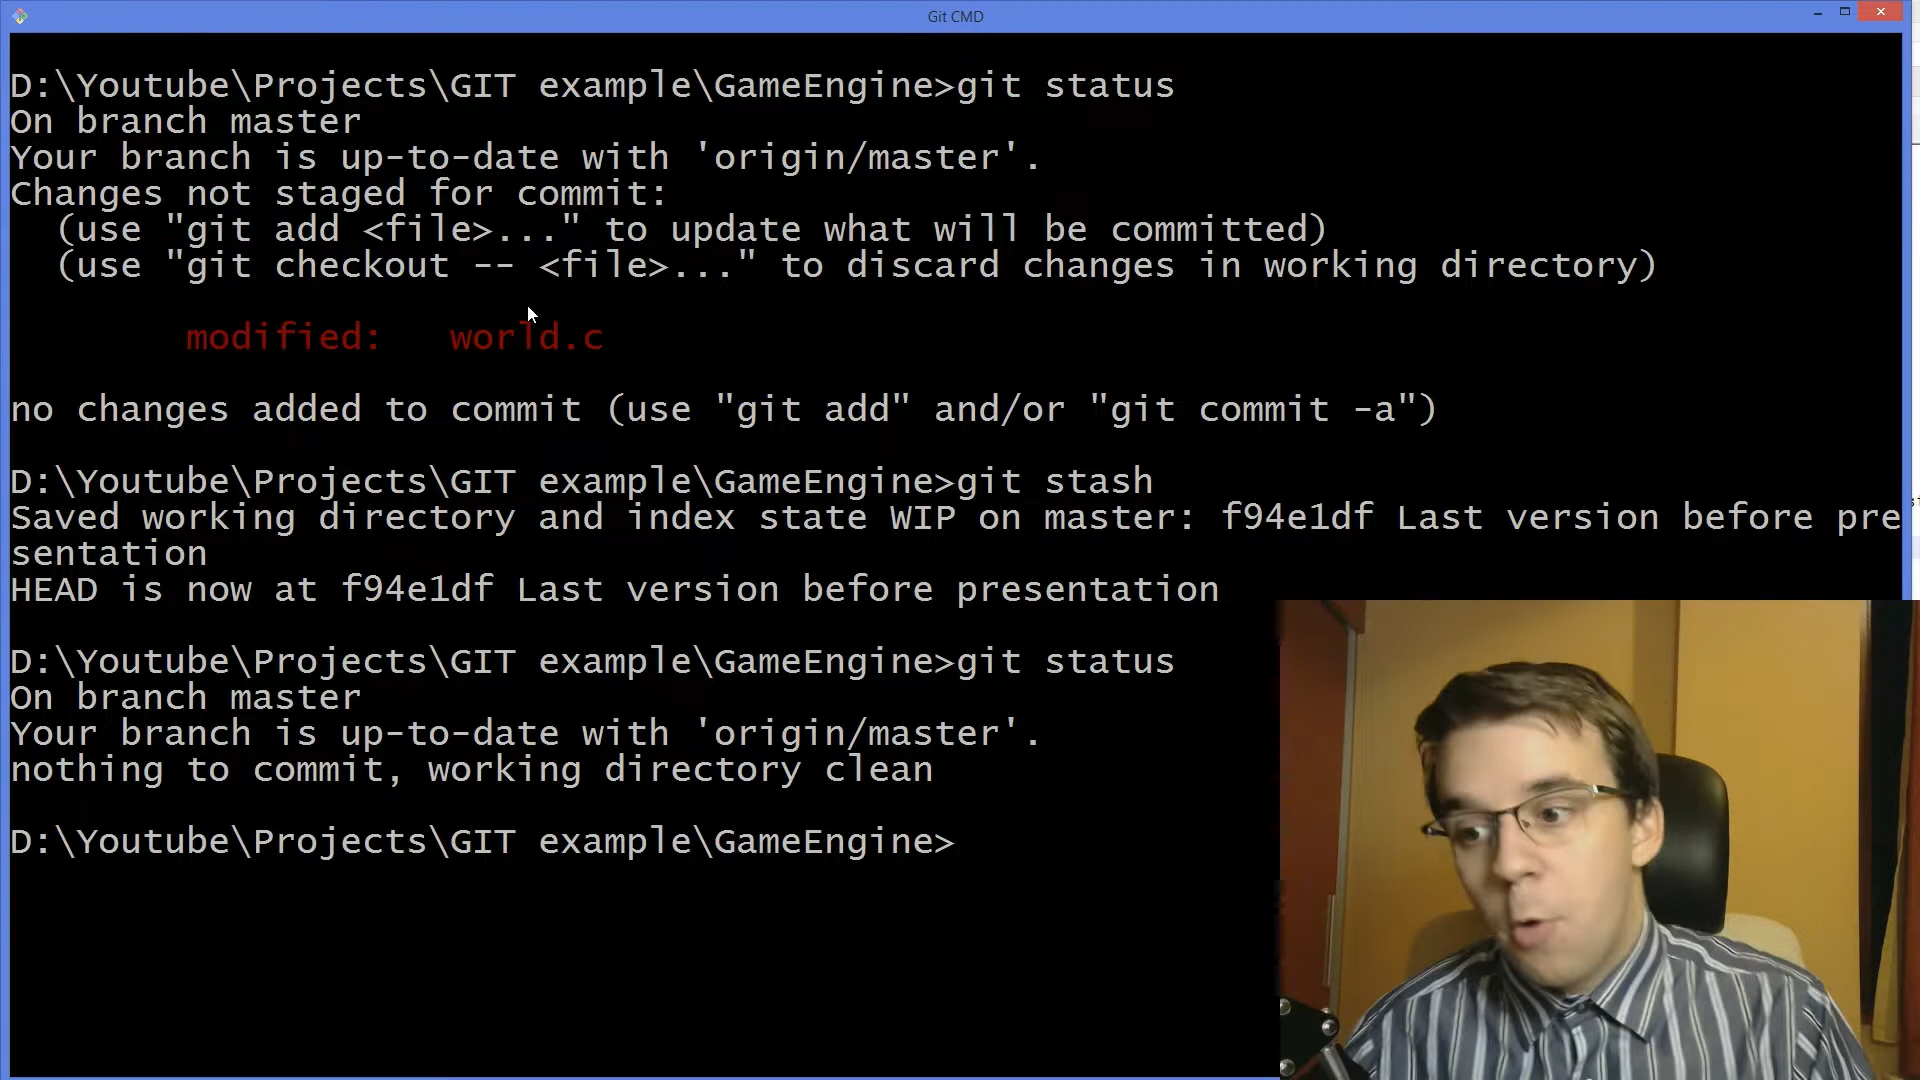 Git CMD
D:\Youtube\Projects\GIT example\GameEngine>git status
On branch master
Your branch is up-to-date with 'origin/master'.
Changes not staged for commit:
  (use "git add <file>..." to update what will be committed)
  (use "git checkout -- <file>..." to discard changes in working directory)
        modified:   world.c
no changes added to commit (use "git add" and/or "git commit -a")
D:\Youtube\Projects\GIT example\GameEngine>git stash
Saved working directory and index state WIP on master: f94e1df Last version before pre
sentation
HEAD is now at f94e1df Last version before presentation
D:\Youtube\Projects\GIT example\GameEngine>git status
On branch master
Your branch is up-to-date with 'origin/master'.
nothing to commit, working directory clean
D:\Youtube\Projects\GIT example\GameEngine>